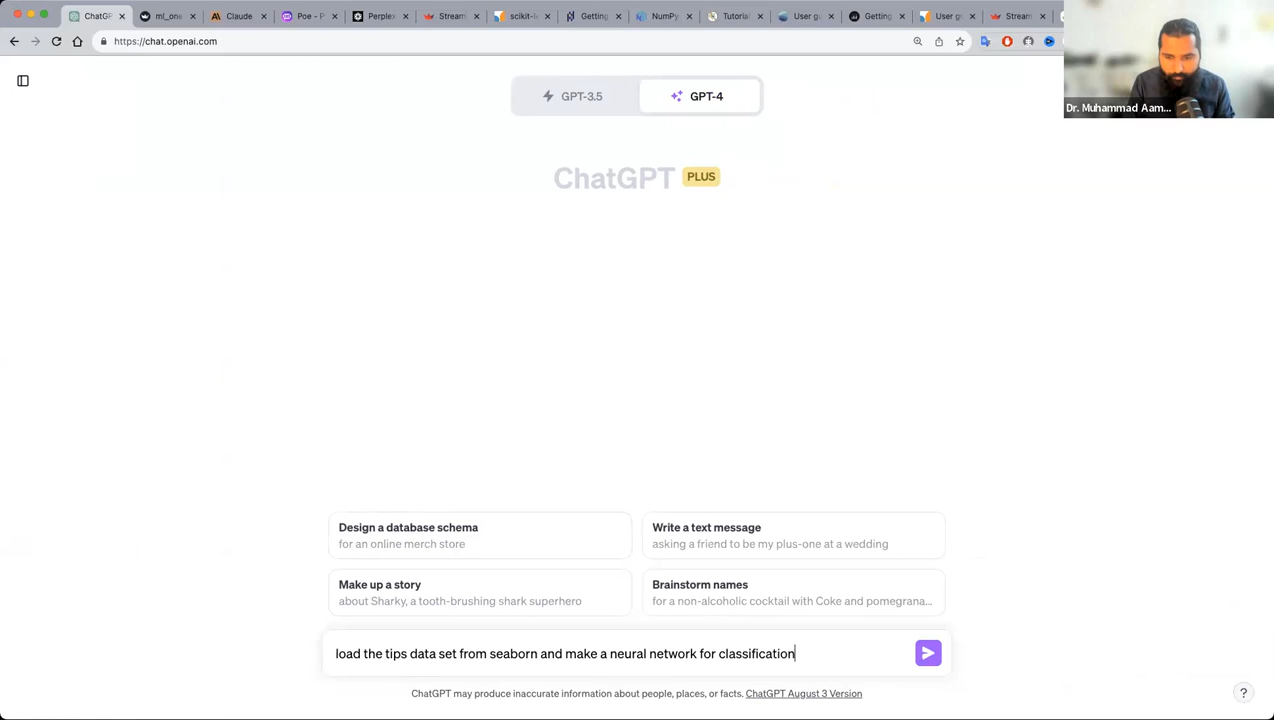 ChatGP
ml_one
Claude
Poe - P
Perplex
Stream
scikit-le
Getting
NumPy
Tutorial
User gu
Getting
User gu
Stream
https://chat.openai.com
Dr. Muhammad Aam...
GPT-3.5
GPT-4
ChatGPT PLUS
Design a database schema
for an online merch store
Write a text message
asking a friend to be my plus-one at a wedding
Make up a story
about Sharky, a tooth-brushing shark superhero
Brainstorm names
for a non-alcoholic cocktail with Coke and pomegrana...
load the tips data set from seaborn and make a neural network for classification
ChatGPT may produce inaccurate information about people, places, or facts. ChatGPT August 3 Version
?